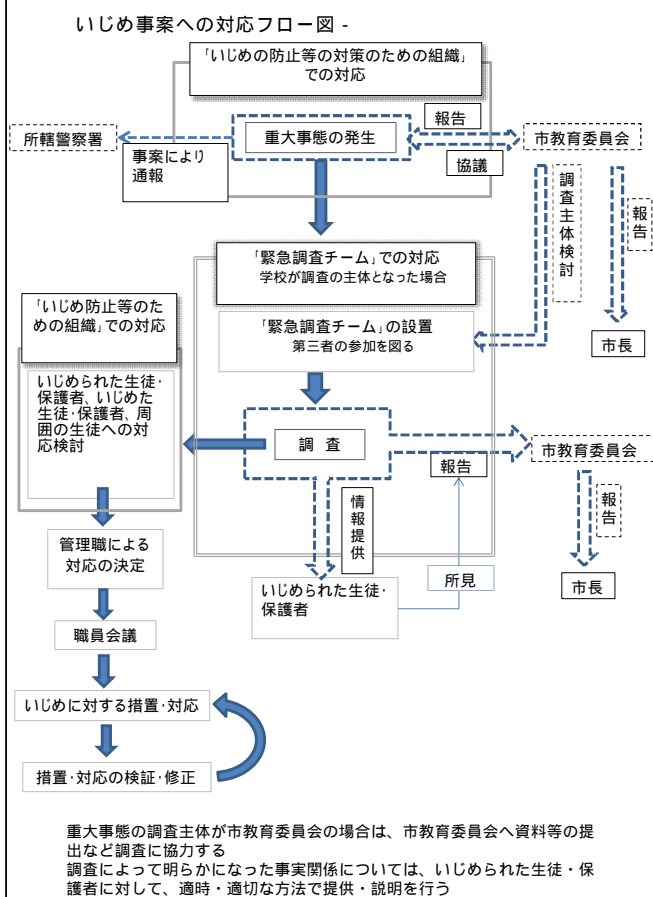 いじめ事案への対応フロー図 -
「いじめの防止等の対策のための組織」
での対応
報告
所轄警察署
重大事態の発生
市教育委員会
事案により
通報
協議
調査主体検討
報告
「緊急調査チーム」での対応
学校が調査の主体となった場合
「いじめ防止等のた
めの組織」での対応
「緊急調査チーム」の設置
第三者の参加を図る
市長
いじめられた生徒・
保護者、いじめた
生徒・保護者、周
囲の生徒への対
応検討
調 査
市教育委員会
報告
情報提供
報告
管理職による
対応の決定
いじめられた生徒・
保護者
所見
市長
職員会議
いじめに対する措置・対応
措置・対応の検証・修正
重大事態の調査主体が市教育委員会の場合は、市教育委員会へ資料等の提
出など調査に協力する
調査によって明らかになった事実関係については、いじめられた生徒・保
護者に対して、適時・適切な方法で提供・説明を行う